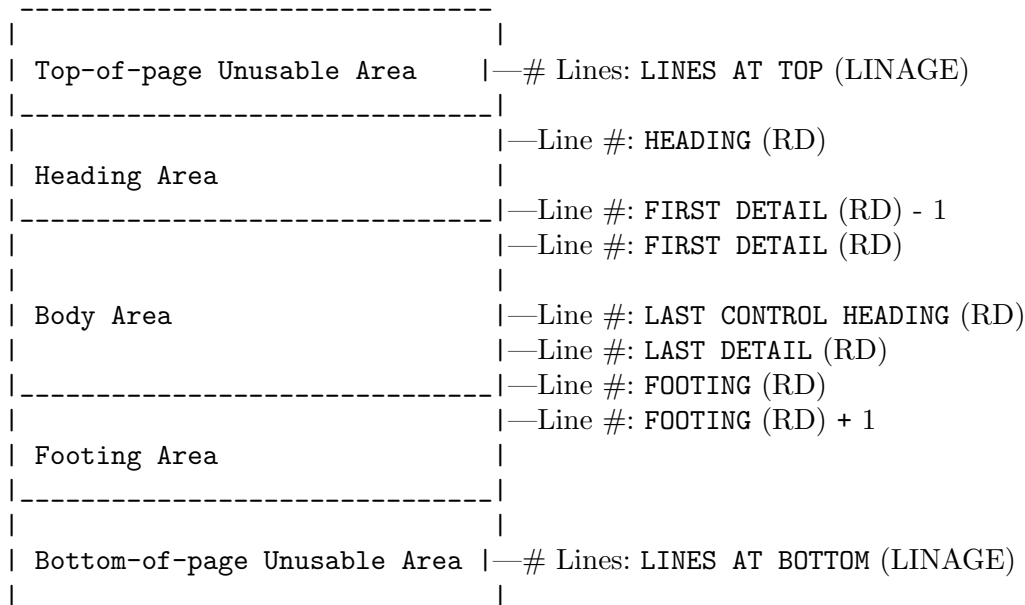 Top-of-page Unusable Area —# Lines: LINES AT TOP (LINAGE)
—Line #: HEADING (RD)
Heading Area
—Line #: FIRST DETAIL (RD) - 1
—Line #: FIRST DETAIL (RD)
Body Area —Line #: LAST CONTROL HEADING (RD)
—Line #: LAST DETAIL (RD)
—Line #: FOOTING (RD)
—Line #: FOOTING (RD) + 1
Footing Area
Bottom-of-page Unusable Area —# Lines: LINES AT BOTTOM (LINAGE)